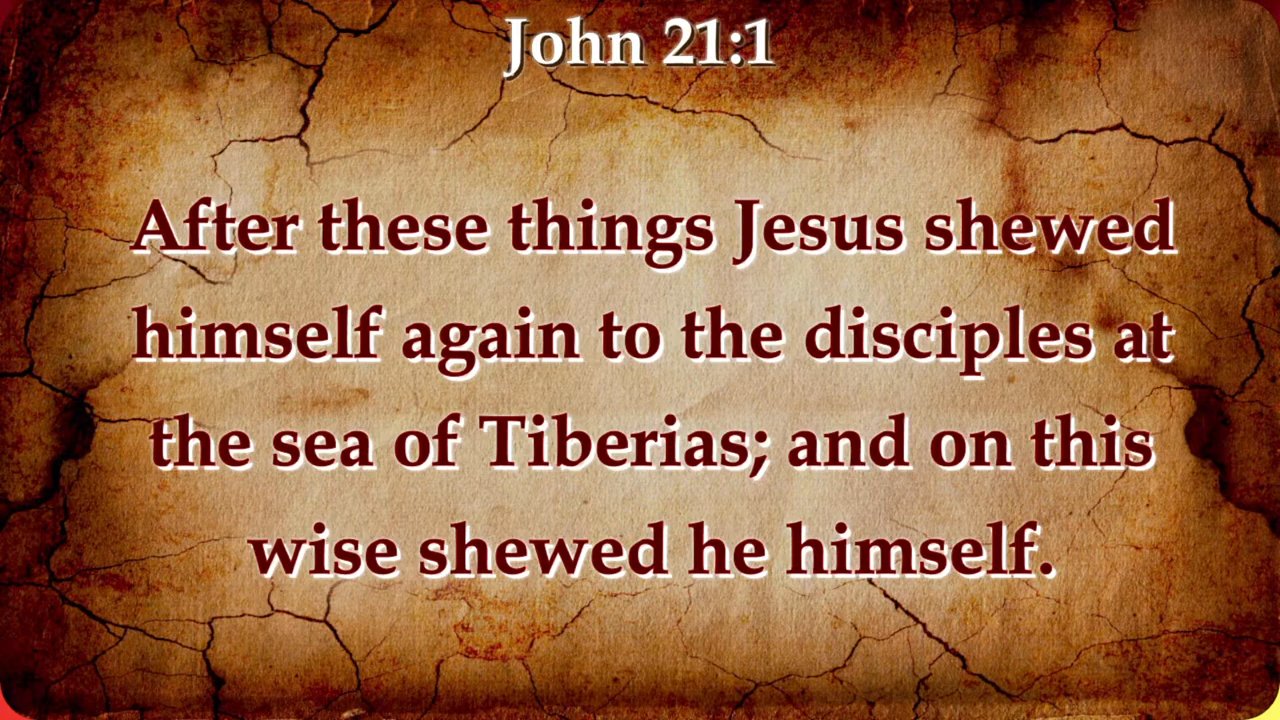 John 21:1
After these things Jesus shewed
himself again to the disciples at
the sea of Tiberias; and on this
wise shewed he himself.